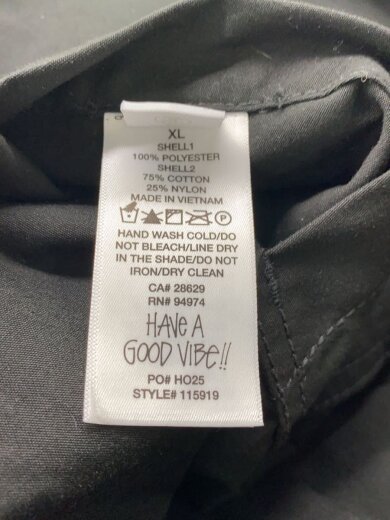 XL
SHELL1
100% POLYESTER
SHELL2
75% COTTON
25% NYLON
MADE IN VIETNAM
P
HAND WASH COLD/DO
NOT BLEACH/LINE DRY
IN THE SHADE/DO NOT
IRON/DRY CLEAN
CA# 28629
RN# 94974
HAVE A
GOOD VIBE!!
PO# HO25
STYLE# 115919